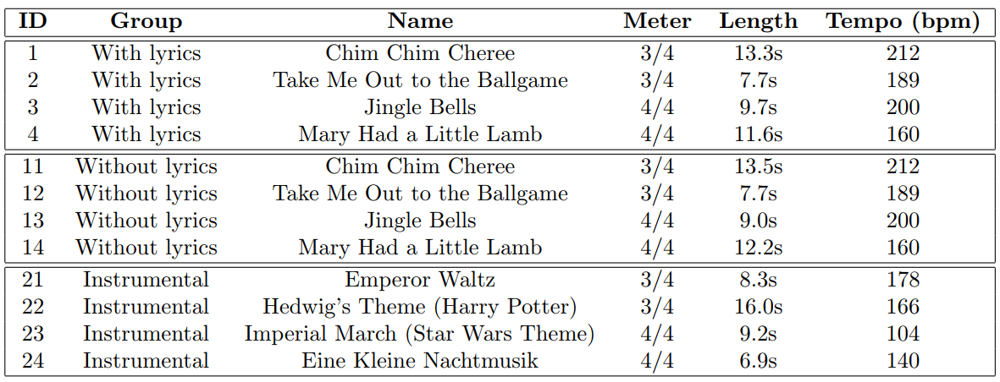 ID Group Name Meter Length Tempo (bpm)
1 With lyrics Chim Chim Cheree 3/4 13.3s 212
2 With lyrics Take Me Out to the Ballgame 3/4 7.7s 189
3 With lyrics Jingle Bells 4/4 9.7s 200
4 With lyrics Mary Had a Little Lamb 4/4 11.6s 160
11 Without lyrics Chim Chim Cheree 3/4 13.5s 212
12 Without lyrics Take Me Out to the Ballgame 3/4 7.7s 189
13 Without lyrics Jingle Bells 4/4 9.0s 200
14 Without lyrics Mary Had a Little Lamb 4/4 12.2s 160
21 Instrumental Emperor Waltz 3/4 8.3s 178
22 Instrumental Hedwig's Theme (Harry Potter) 3/4 16.0s 166
23 Instrumental Imperial March (Star Wars Theme) 4/4 9.2s 104
24 Instrumental Eine Kleine Nachtmusik 4/4 6.9s 140